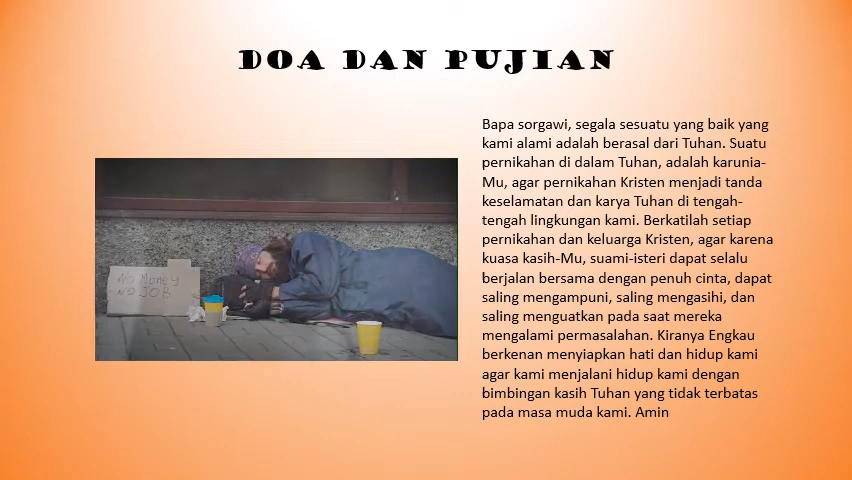 DOA DAN PUJIAN
Bapa sorgawi, segala sesuatu yang baik yang
kami alami adalah berasal dari Tuhan. Suatu
pernikahan di dalam Tuhan, adalah karunia-
Mu, agar pernikahan Kristen menjadi tanda
keselamatan dan karya Tuhan di tengah-
tengah lingkungan kami. Berkatilah setiap
pernikahan dan keluarga Kristen, agar karena
kuasa kasih-Mu, suami-isteri dapat selalu
berjalan bersama dengan penuh cinta, dapat
saling mengampuni, saling mengasihi, dan
saling menguatkan pada saat mereka
mengalami permasalahan. Kiranya Engkau
berkenan menyiapkan hati dan hidup kami
agar kami menjalani hidup kami dengan
bimbingan kasih Tuhan yang tidak terbatas
pada masa muda kami. Amin
No Money
NO JOB